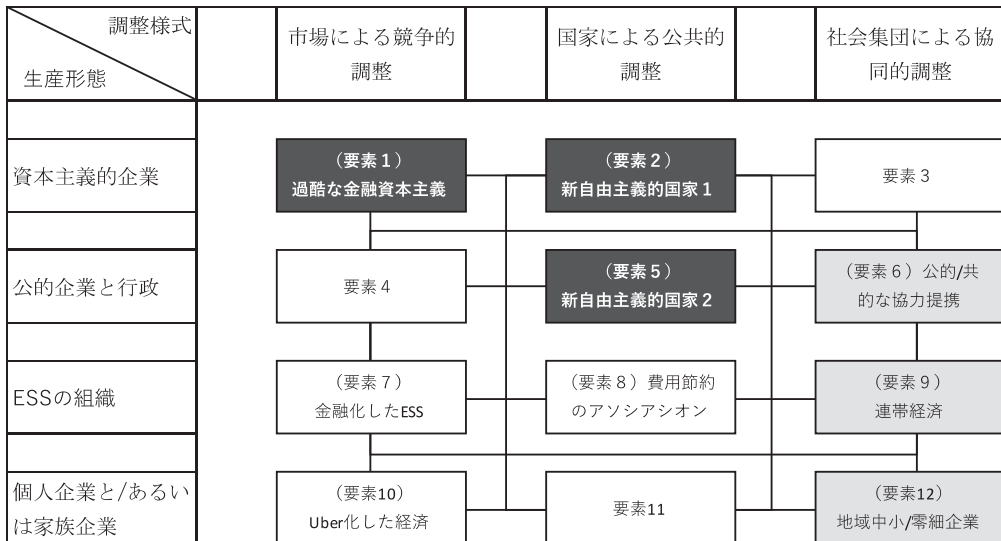 調整様式
生産形態
市場による競争的
調整
国家による公共的
調整
社会集団による協
同的調整
資本主義的企業
（要素１）
過酷な金融資本主義
（要素２）
新自由主義的国家１
要素３
公的企業と行政
要素４
（要素５）
新自由主義的国家２
（要素６）公的/共
的な協力提携
ESSの組織
（要素７）
金融化したESS
（要素８）費用節約
のアソシアシオン
（要素９）
連帯経済
個人企業と/あるい
は家族企業
（要素10）
Uber化した経済
要素11
（要素12）
地域中小/零細企業